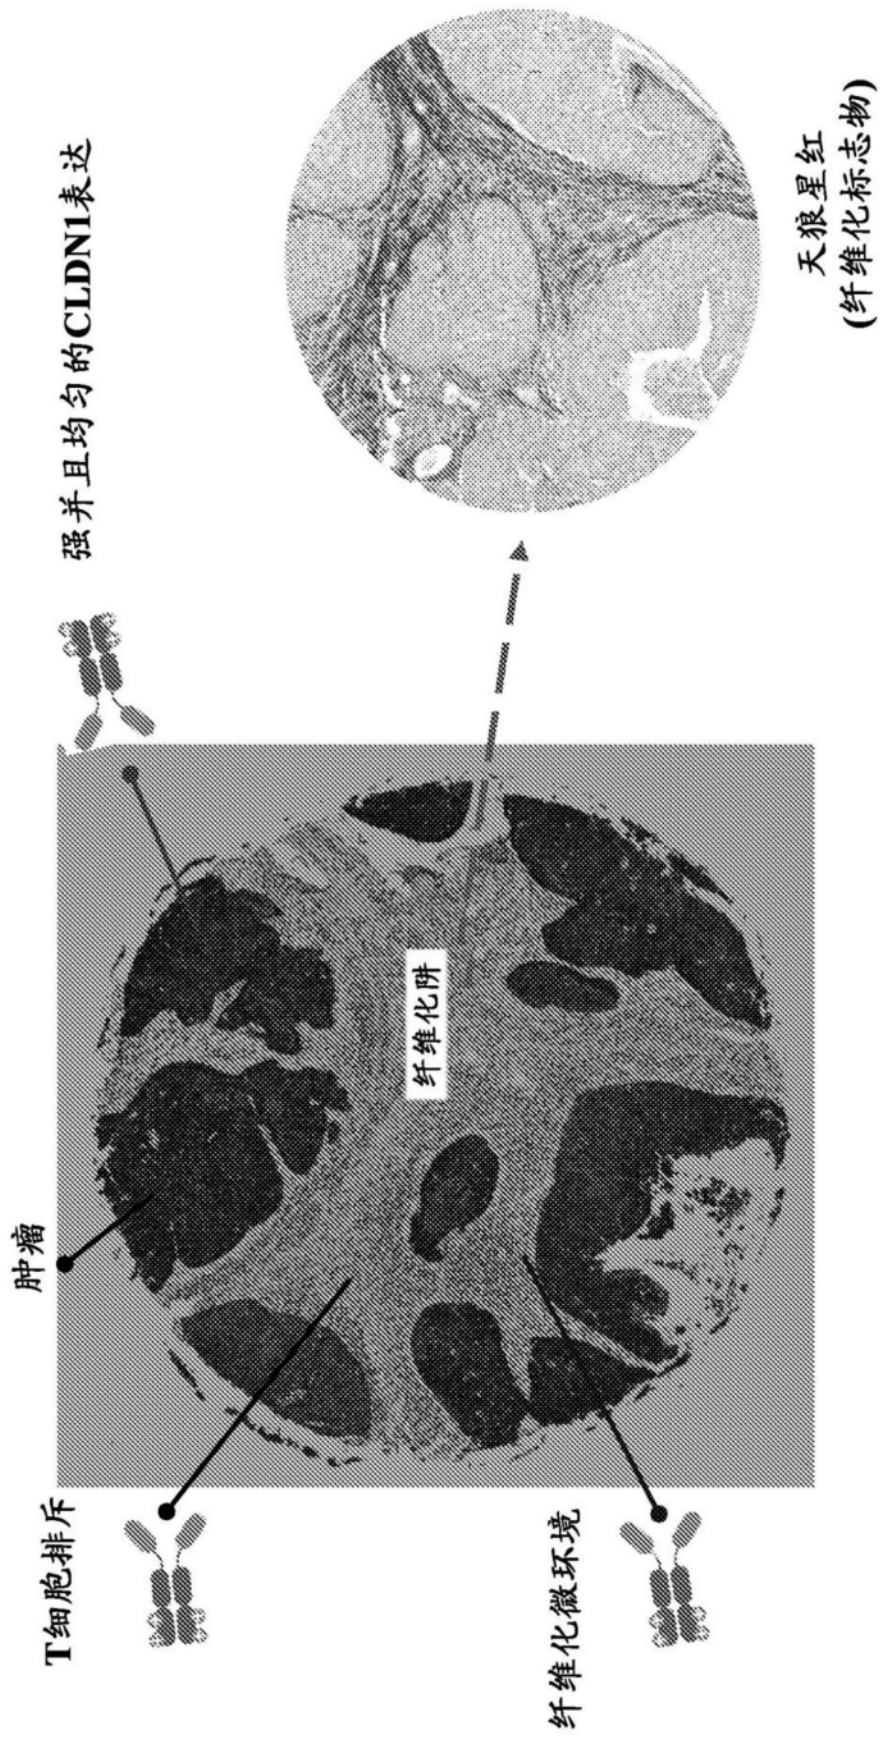 T细胞排斥
肿瘤
强并且均匀的CLDN1表达
纤维化阱
纤维化微环境
天狼星红
(纤维化标志物)